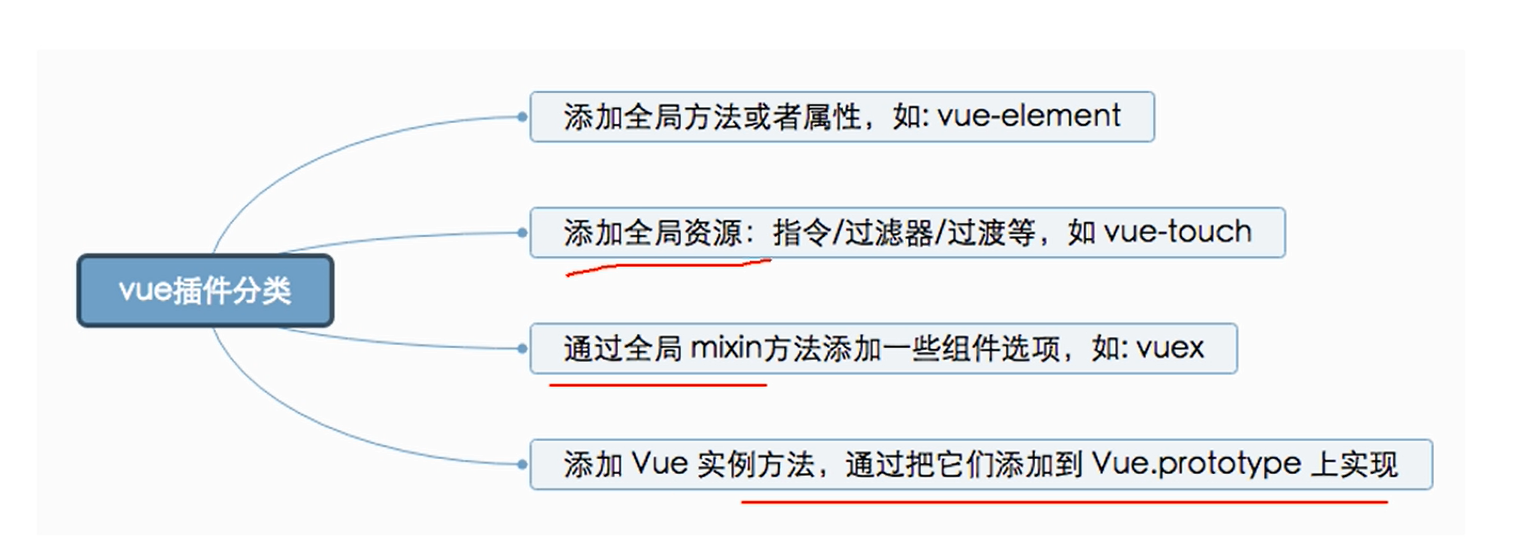 添加全局方法或者属性，如: vue-element
添加全局资源：指令/过滤器/过渡等，如 vue-touch
vue插件分类
通过全局 mixin方法添加一些组件选项，如: vuex
添加 Vue 实例方法，通过把它们添加到 Vue.prototype 上实现